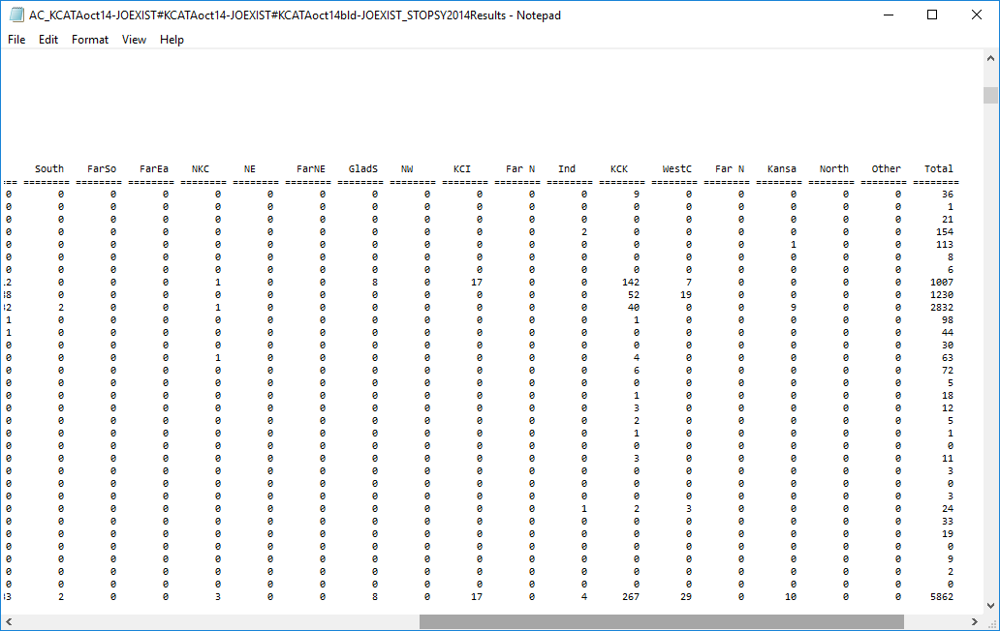 AC_KCATAoct14-JOEXIST#KCATAoct14-JOEXIST#KCATAoct14bld-JOEXIST_STOPSY2014Results - Notepad
File Edit Format View Help
South FarSo FarEa NKC NE FarNE GladS NW KCI Far N Ind KCK WestC Far N Kansa North Other Total
=== ======== ======== ======== ======== ======== ======== ======== ======== ======== ======== ======== ======== ======== ======== ======== ======== ======== ========
0 0 0 0 0 0 0 0 0 0 0 0 9 0 0 0 0 0 36
0 0 0 0 0 0 0 0 0 0 0 0 0 0 0 0 0 0 1
0 0 0 0 0 0 0 0 0 0 0 0 0 0 0 0 0 0 21
0 0 0 0 0 0 0 0 0 0 0 2 0 0 0 0 0 0 154
0 0 0 0 0 0 0 0 0 0 0 0 0 0 0 1 0 0 113
0 0 0 0 0 0 0 0 0 0 0 0 0 0 0 0 0 0 8
0 0 0 0 0 0 0 0 0 0 0 0 0 0 0 0 0 0 6
12 0 0 0 1 0 0 8 0 17 0 0 142 7 0 0 0 0 1007
38 0 0 0 0 0 0 0 0 0 0 0 52 19 0 0 0 0 1230
32 2 0 0 1 0 0 0 0 0 0 0 40 0 0 9 0 0 2832
1 0 0 0 0 0 0 0 0 0 0 0 1 0 0 0 0 0 98
1 0 0 0 0 0 0 0 0 0 0 0 0 0 0 0 0 0 44
0 0 0 0 0 0 0 0 0 0 0 0 0 0 0 0 0 0 30
0 0 0 0 1 0 0 0 0 0 0 0 4 0 0 0 0 0 63
0 0 0 0 0 0 0 0 0 0 0 0 6 0 0 0 0 0 72
0 0 0 0 0 0 0 0 0 0 0 0 0 0 0 0 0 0 5
0 0 0 0 0 0 0 0 0 0 0 0 1 0 0 0 0 0 18
0 0 0 0 0 0 0 0 0 0 0 0 3 0 0 0 0 0 12
0 0 0 0 0 0 0 0 0 0 0 0 2 0 0 0 0 0 5
0 0 0 0 0 0 0 0 0 0 0 0 1 0 0 0 0 0 1
0 0 0 0 0 0 0 0 0 0 0 0 0 0 0 0 0 0 0
0 0 0 0 0 0 0 0 0 0 0 0 3 0 0 0 0 0 11
0 0 0 0 0 0 0 0 0 0 0 0 0 0 0 0 0 0 3
0 0 0 0 0 0 0 0 0 0 0 0 0 0 0 0 0 0 0
0 0 0 0 0 0 0 0 0 0 0 0 0 0 0 0 0 0 3
0 0 0 0 0 0 0 0 0 0 0 1 2 3 0 0 0 0 24
0 0 0 0 0 0 0 0 0 0 0 0 0 0 0 0 0 0 33
0 0 0 0 0 0 0 0 0 0 0 0 0 0 0 0 0 0 19
0 0 0 0 0 0 0 0 0 0 0 0 0 0 0 0 0 0 0
0 0 0 0 0 0 0 0 0 0 0 0 0 0 0 0 0 0 9
0 0 0 0 0 0 0 0 0 0 0 0 0 0 0 0 0 0 2
0 0 0 0 0 0 0 0 0 0 0 0 0 0 0 0 0 0 0
33 2 0 0 3 0 0 8 0 17 0 4 267 29 0 10 0 0 5862